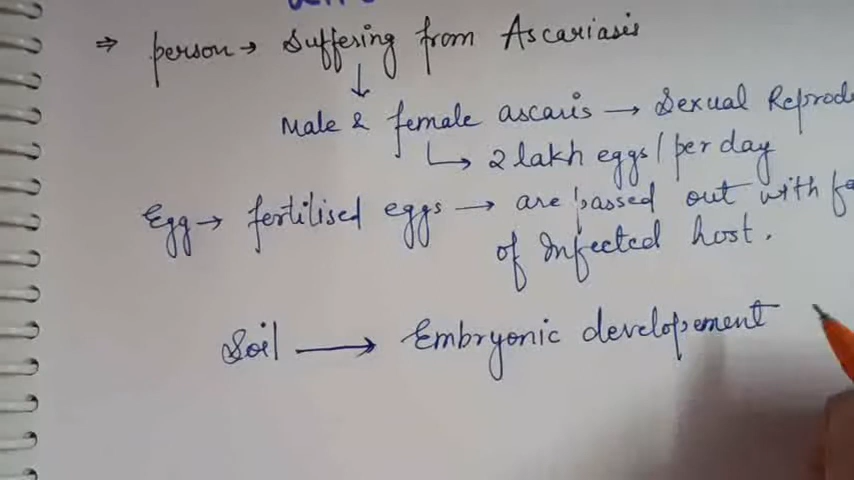 ⇒ person → Suffering from Ascariasis
↓
Male & female ascaris → Sexual Reprod
↳ 2 lakh eggs / per day
Egg → fertilised eggs → are passed out with
of Infected host.
Soil → Embryonic developement